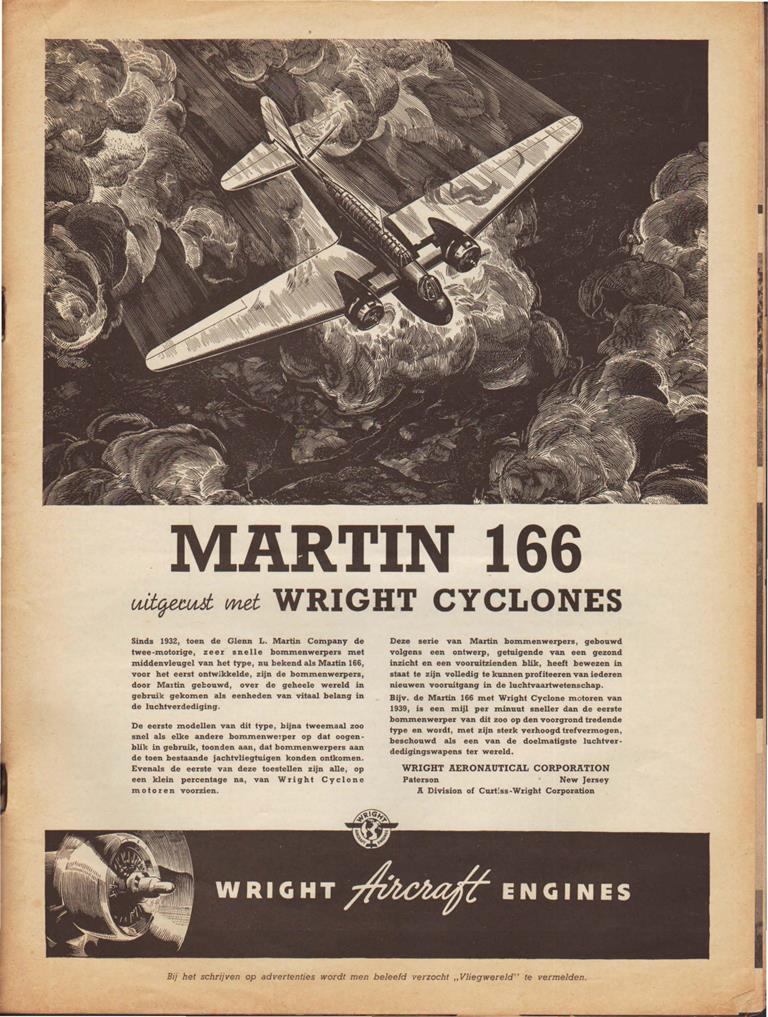 MARTIN 166
uitgerust met WRIGHT CYCLONES
Sinds 1932, toen de Glenn L. Martin Company de
twee-motorige, zeer snelle bommenwerpers met
middenvleugel van het type, nu bekend als Martin 166,
voor het eerst ontwikkelde, zijn de bommenwerpers,
door Martin gebouwd, over de geheele wereld in
gebruik gekomen als eenheden van vitaal belang in
de luchtverdediging.
De eerste modellen van dit type, bijna tweemaal zoo
snel als elke andere bommenwerper op dat oogen-
blik in gebruik, toonden aan, dat bommenwerpers aan
de toen bestaande jachtvliegtuigen konden ontkomen.
Evenals de eerste van deze toestellen zijn alle, op
een klein percentage na, van Wright Cyclone
motoren voorzien.
Deze serie van Martin bommenwerpers, gebouwd
volgens een ontwerp, getuigende van een gezond
inzicht en een vooruitzienden blik, heeft bewezen in
staat te zijn volledig te kunnen profiteeren van iederen
nieuwen vooruitgang in de luchtvaartwetenschap.
Bijv. de Martin 166 met Wright Cyclone motoren van
1939, is een mijl per minuut sneller dan de eerste
bommenwerper van dit zoo op den voorgrond tredende
type en wordt, met zijn sterk verhoogd trefvermogen,
beschouwd als een van de doelmatigste luchtver-
dedigingswapens ter wereld.
WRIGHT AERONAUTICAL CORPORATION
Paterson New Jersey
A Division of Curtiss-Wright Corporation
WRIGHT
WRIGHT Aircraft ENGINES
Bij het schrijven op advertenties wordt men beleefd verzocht „Vliegwereld" te vermelden.